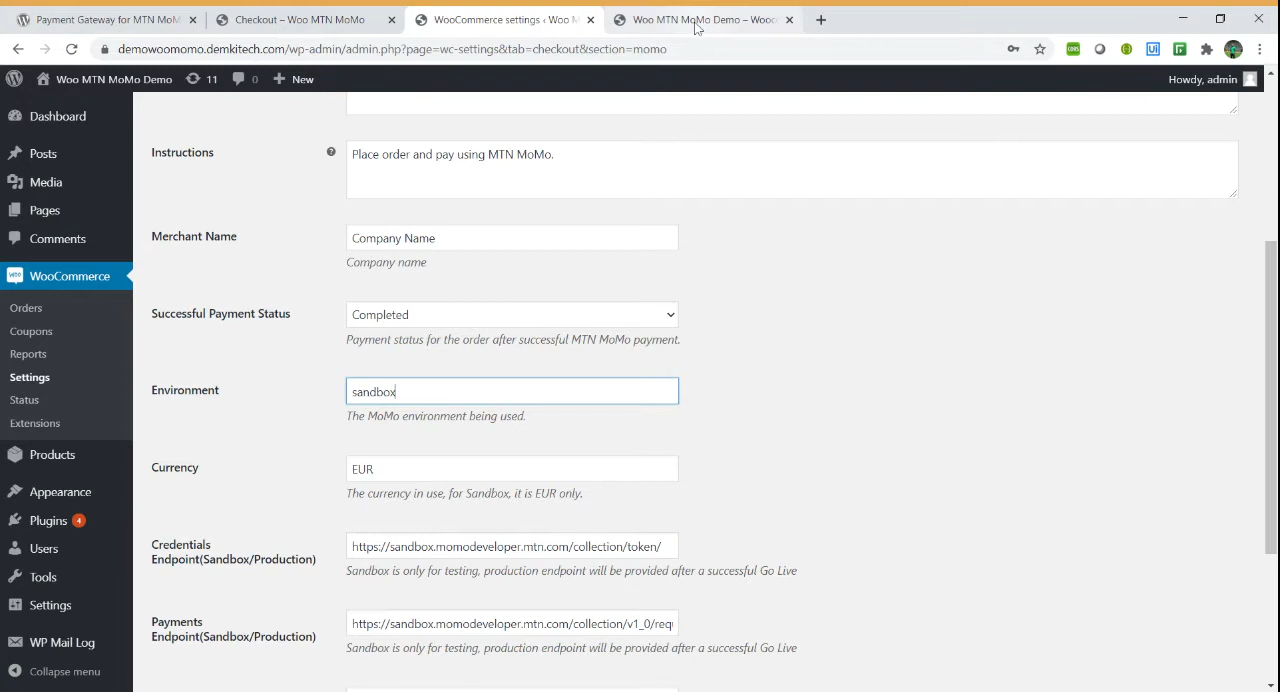 Payment Gateway for MTN MoM
Checkout – Woo MTN MoMo
WooCommerce settings ‹ Woo M
Woo MTN MoMo Demo – Wooc
demowoomomo.demkitech.com/wp-admin/admin.php?page=wc-settings&tab=checkout&section=momo
Woo MTN MoMo Demo
11
0
New
Howdy, admin
Dashboard
Posts
Media
Pages
Comments
WooCommerce
Orders
Coupons
Reports
Settings
Status
Extensions
Products
Appearance
Plugins 4
Users
Tools
Settings
WP Mail Log
Collapse menu
Instructions
Place order and pay using MTN MoMo.
Merchant Name
Company Name
Company name
Successful Payment Status
Completed
Payment status for the order after successful MTN MoMo payment.
Environment
sandbox
The MoMo environment being used.
Currency
EUR
The currency in use, for Sandbox, it is EUR only.
Credentials
Endpoint(Sandbox/Production)
https://sandbox.momodeveloper.mtn.com/collection/token/
Sandbox is only for testing, production endpoint will be provided after a successful Go Live
Payments
Endpoint(Sandbox/Production)
https://sandbox.momodeveloper.mtn.com/collection/v1_0/requ
Sandbox is only for testing, production endpoint will be provided after a successful Go Live